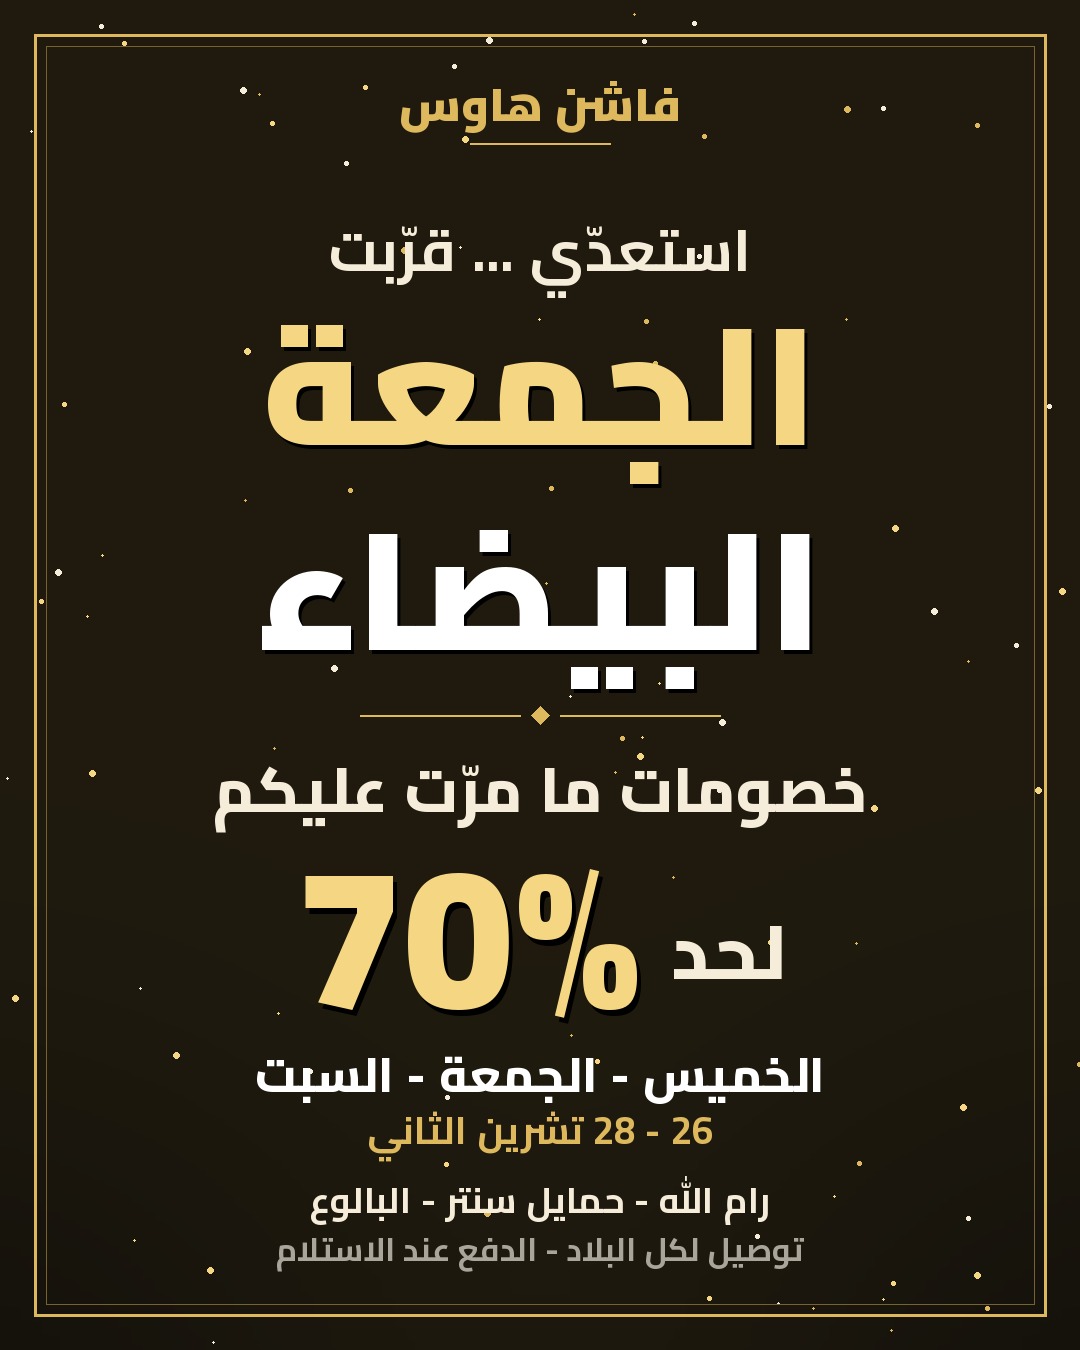 فاشن هاوس
استعدّي ... قرّبت
الجمعة
البيضاء
خصومات ما مرّت عليكم
لحد 70%
الخميس - الجمعة - السبت
26 - 28 تشرين الثاني
رام الله - حمايل سنتر - البالوع
توصيل لكل البلاد - الدفع عند الاستلام